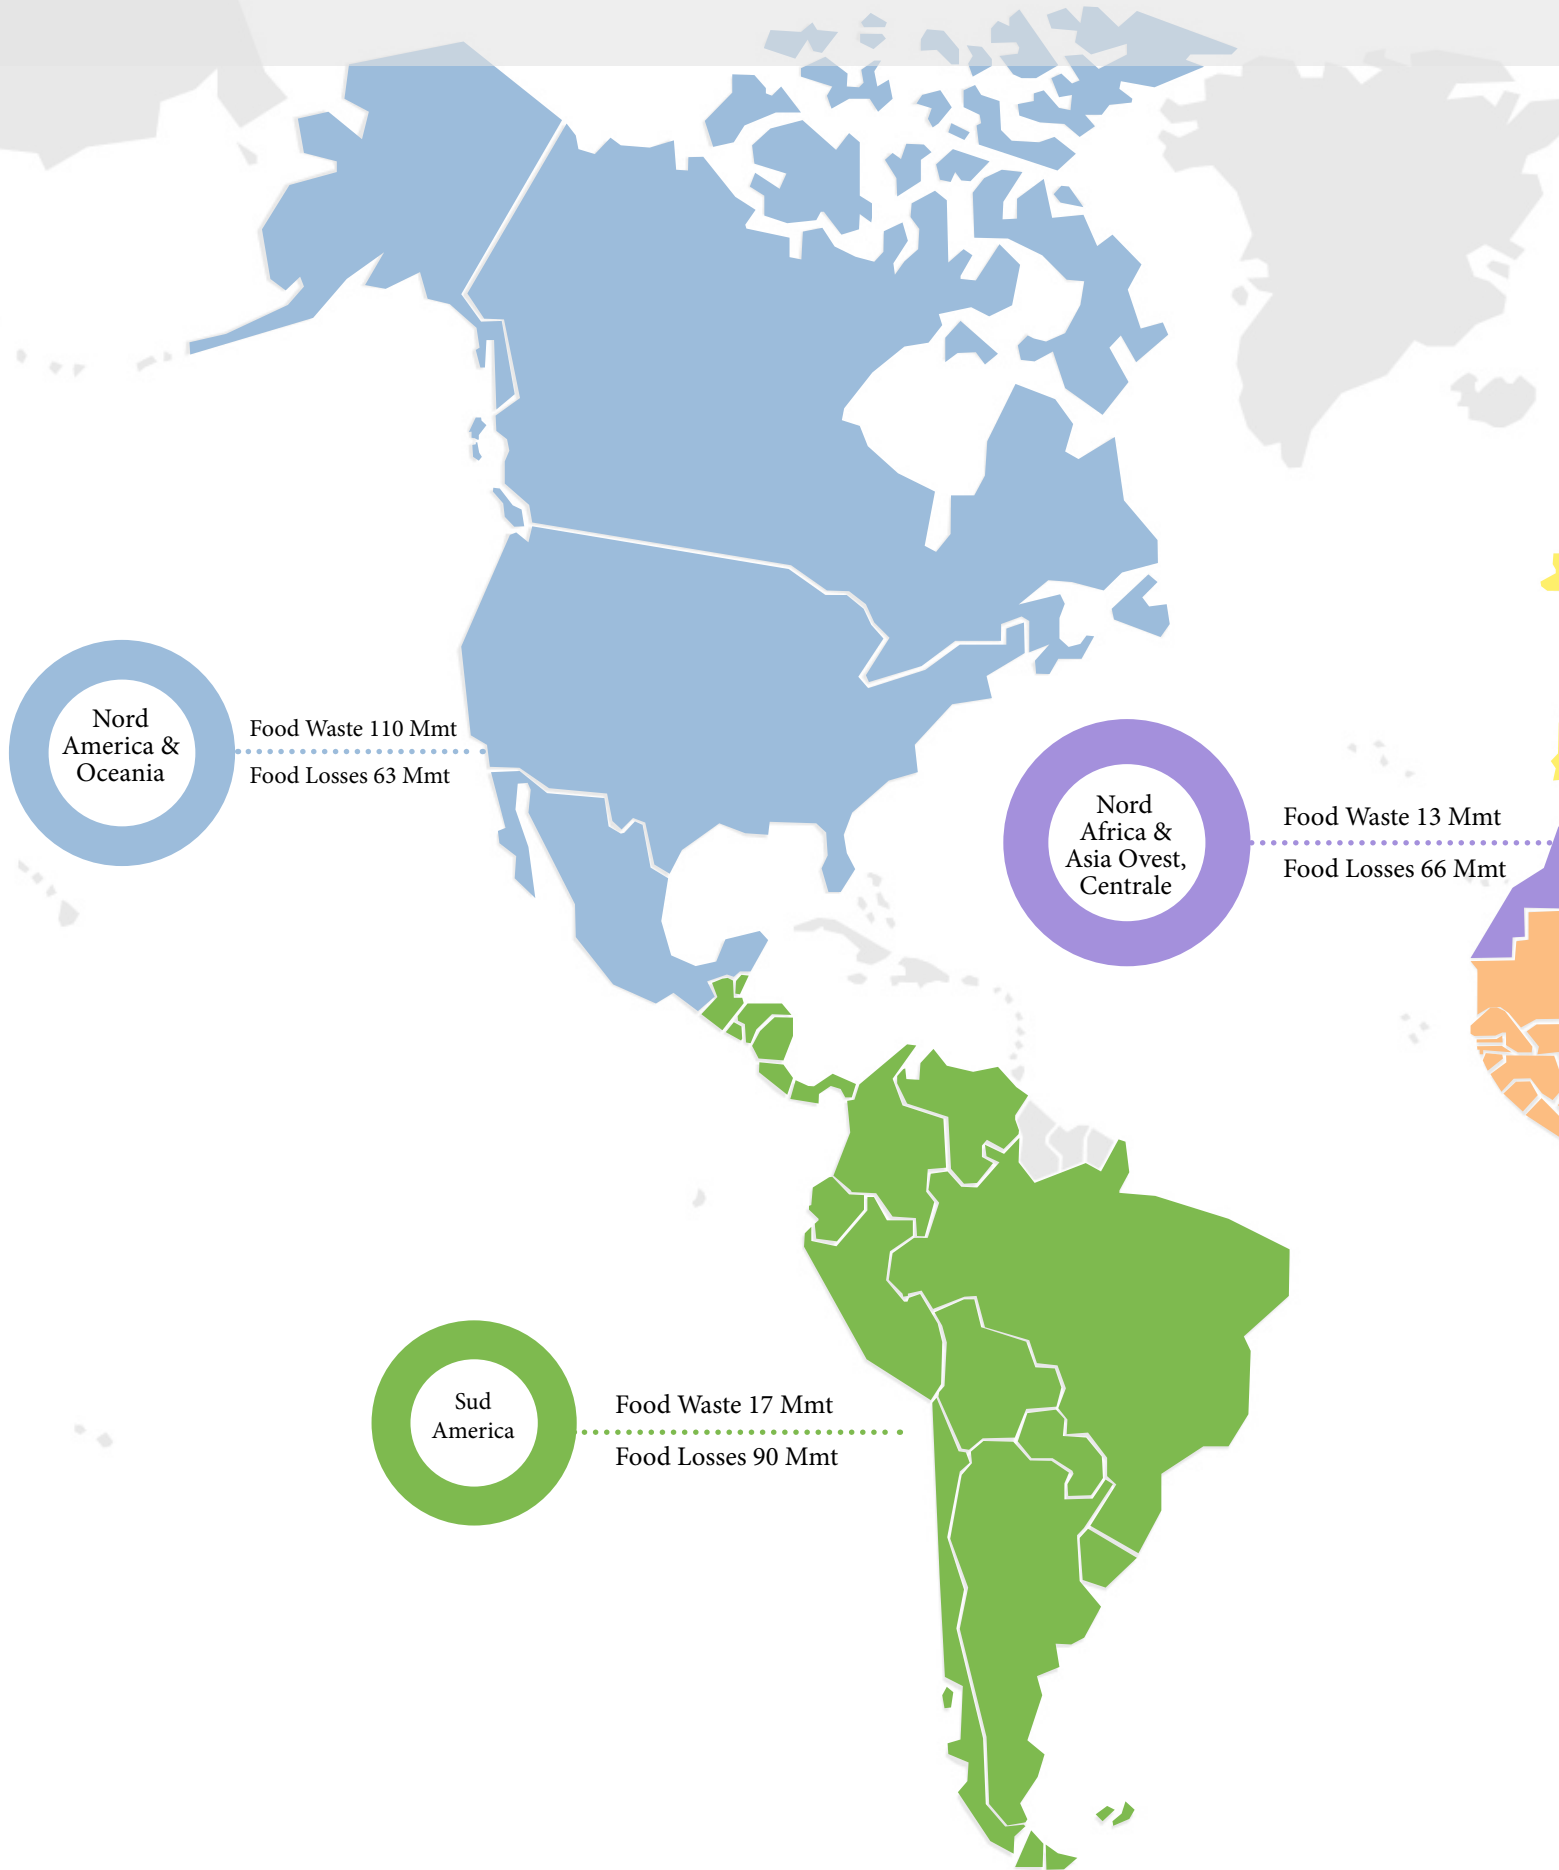 Nord
America &
Oceania
Food Waste 110 Mmt
Food Losses 63 Mmt
Nord
Africa &
Asia Ovest,
Centrale
Food Waste 13 Mmt
Food Losses 66 Mmt
Sud
America
Food Waste 17 Mmt
Food Losses 90 Mmt